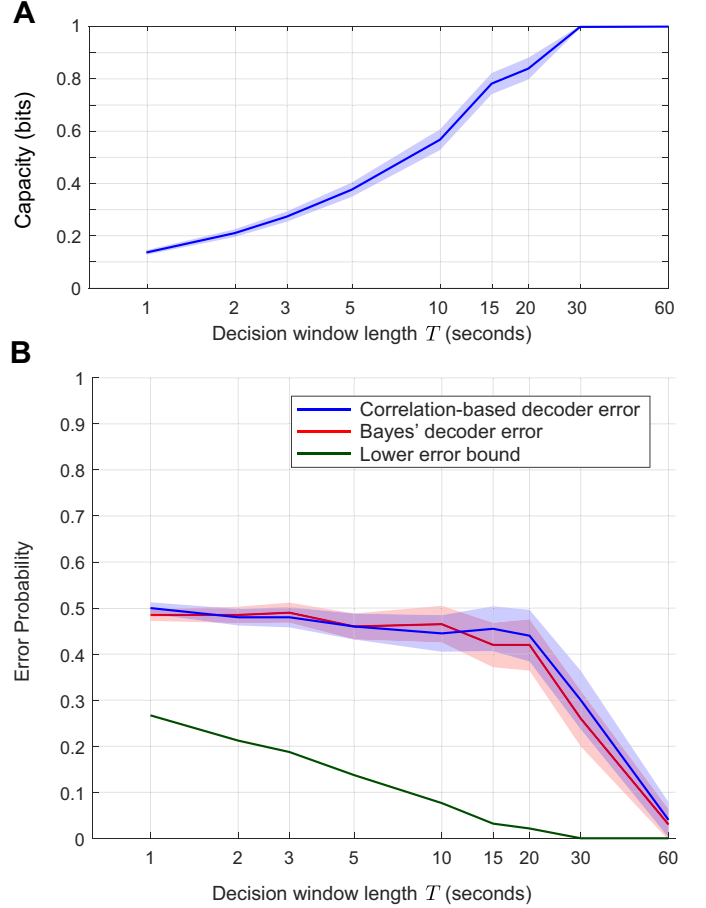 A
1
0.8
0.6
0.4
0.2
0
Capacity (bits)
1 2 3 5 10 15 20 30 60
Decision window length T (seconds)
B
1
0.9
0.8
0.7
0.6
0.5
0.4
0.3
0.2
0.1
0
Error Probability
Correlation-based decoder error
Bayes' decoder error
Lower error bound
1 2 3 5 10 15 20 30 60
Decision window length T (seconds)